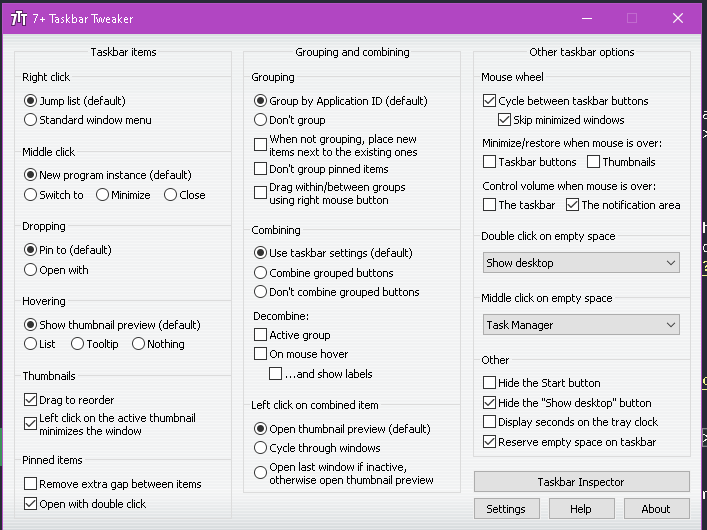 7+ Taskbar Tweaker
Taskbar items
Right click
Jump list (default)
Standard window menu
Middle click
New program instance (default)
Switch to
Minimize
Close
Dropping
Pin to (default)
Open with
Hovering
Show thumbnail preview (default)
List
Tooltip
Nothing
Thumbnails
Drag to reorder
Left click on the active thumbnail
minimizes the window
Pinned items
Remove extra gap between items
Open with double click
Grouping and combining
Grouping
Group by Application ID (default)
Don't group
When not grouping, place new
items next to the existing ones
Don't group pinned items
Drag within/between groups
using right mouse button
Combining
Use taskbar settings (default)
Combine grouped buttons
Don't combine grouped buttons
Decombine:
Active group
On mouse hover
...and show labels
Left click on combined item
Open thumbnail preview (default)
Cycle through windows
Open last window if inactive,
otherwise open thumbnail preview
Other taskbar options
Mouse wheel
Cycle between taskbar buttons
Skip minimized windows
Minimize/restore when mouse is over:
Taskbar buttons
Thumbnails
Control volume when mouse is over:
The taskbar
The notification area
Double click on empty space
Show desktop
Middle click on empty space
Task Manager
Other
Hide the Start button
Hide the "Show desktop" button
Display seconds on the tray clock
Reserve empty space on taskbar
Taskbar Inspector
Settings
Help
About